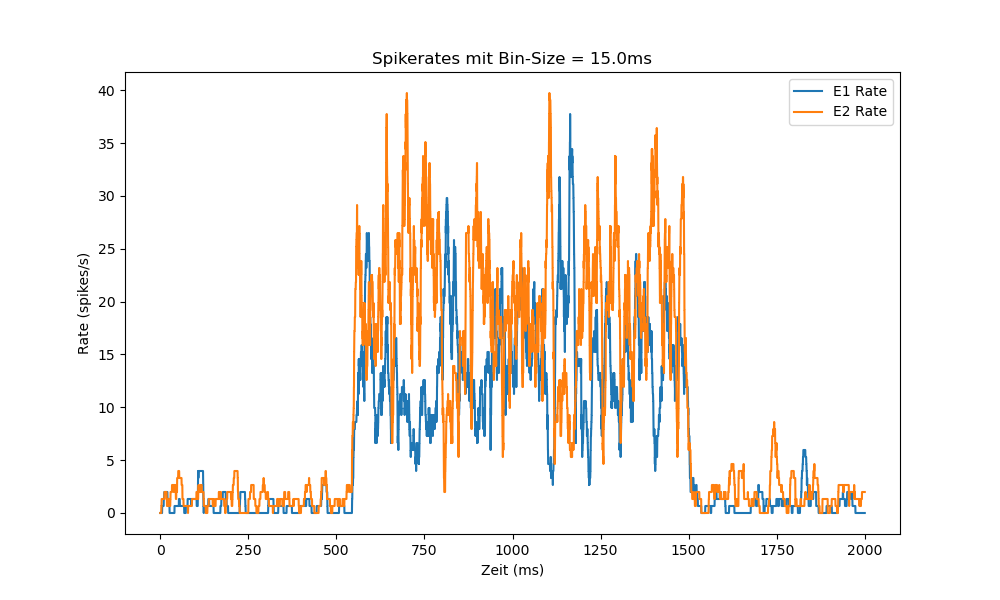 Spikerates mit Bin-Size = 15.0ms
E1 Rate
E2 Rate
40
35
30
25
20
15
10
5
0
Rate (spikes/s)
0 250 500 750 1000 1250 1500 1750 2000
Zeit (ms)